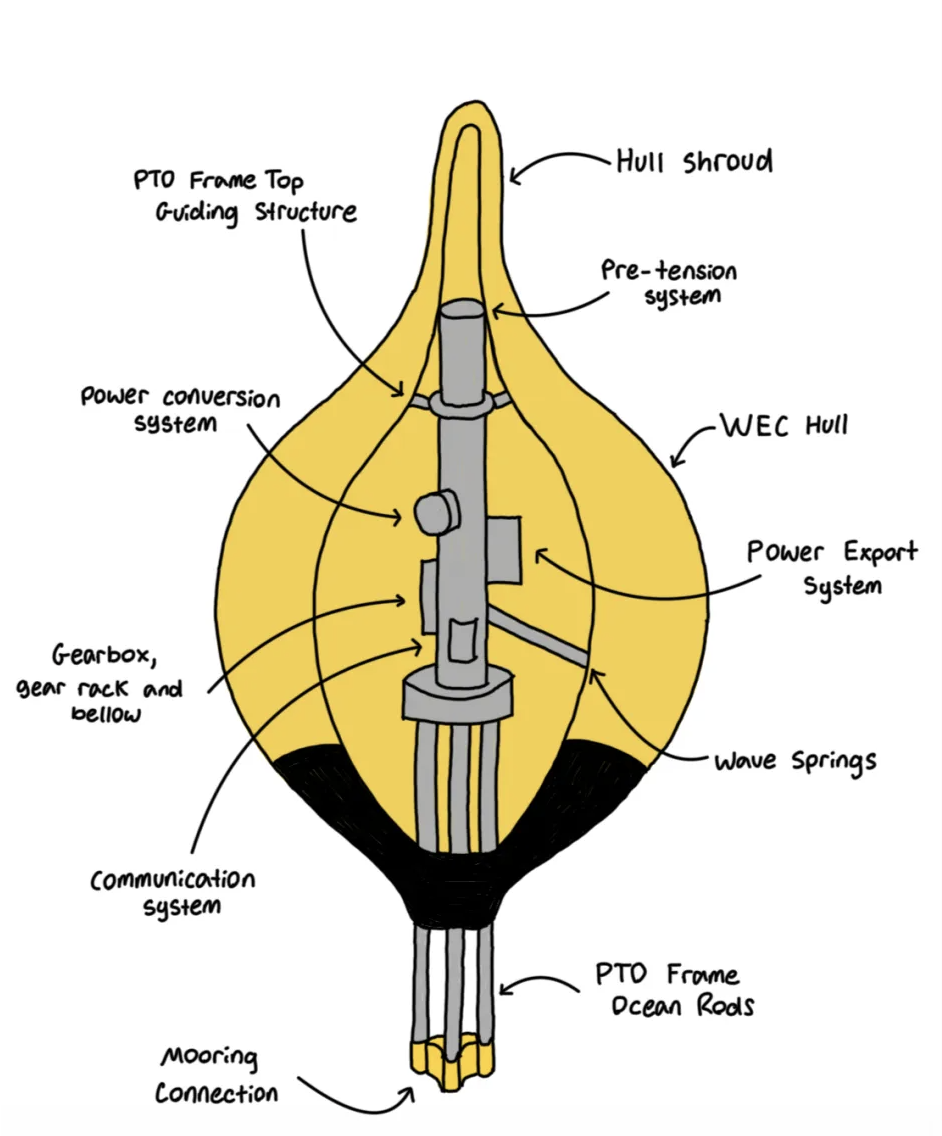 Hull Shroud
PTO Frame Top
Guiding Structure
Pre-tension
system
Power conversion
system
WEC Hull
Power Export
System
Gearbox,
gear rack and
bellow
Wave Springs
Communication
system
PTO Frame
Ocean Rods
Mooring
Connection